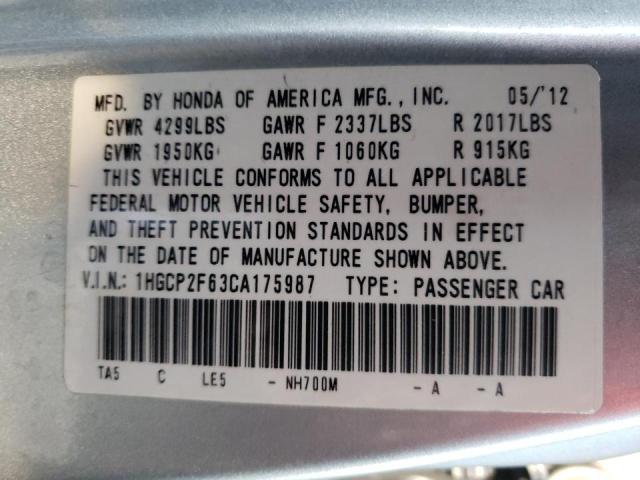 MFD. BY HONDA OF AMERICA MFG., INC. 05/'12
GVWR 4299LBS GAWR F 2337LBS R 2017LBS
GVWR 1950KG GAWR F 1060KG R 915KG
THIS VEHICLE CONFORMS TO ALL APPLICABLE
FEDERAL MOTOR VEHICLE SAFETY, BUMPER,
AND THEFT PREVENTION STANDARDS IN EFFECT
ON THE DATE OF MANUFACTURE SHOWN ABOVE.
V.I.N.: 1HGCP2F63CA175987 TYPE: PASSENGER CAR
TA5 C LE5 - NH700M - A - A